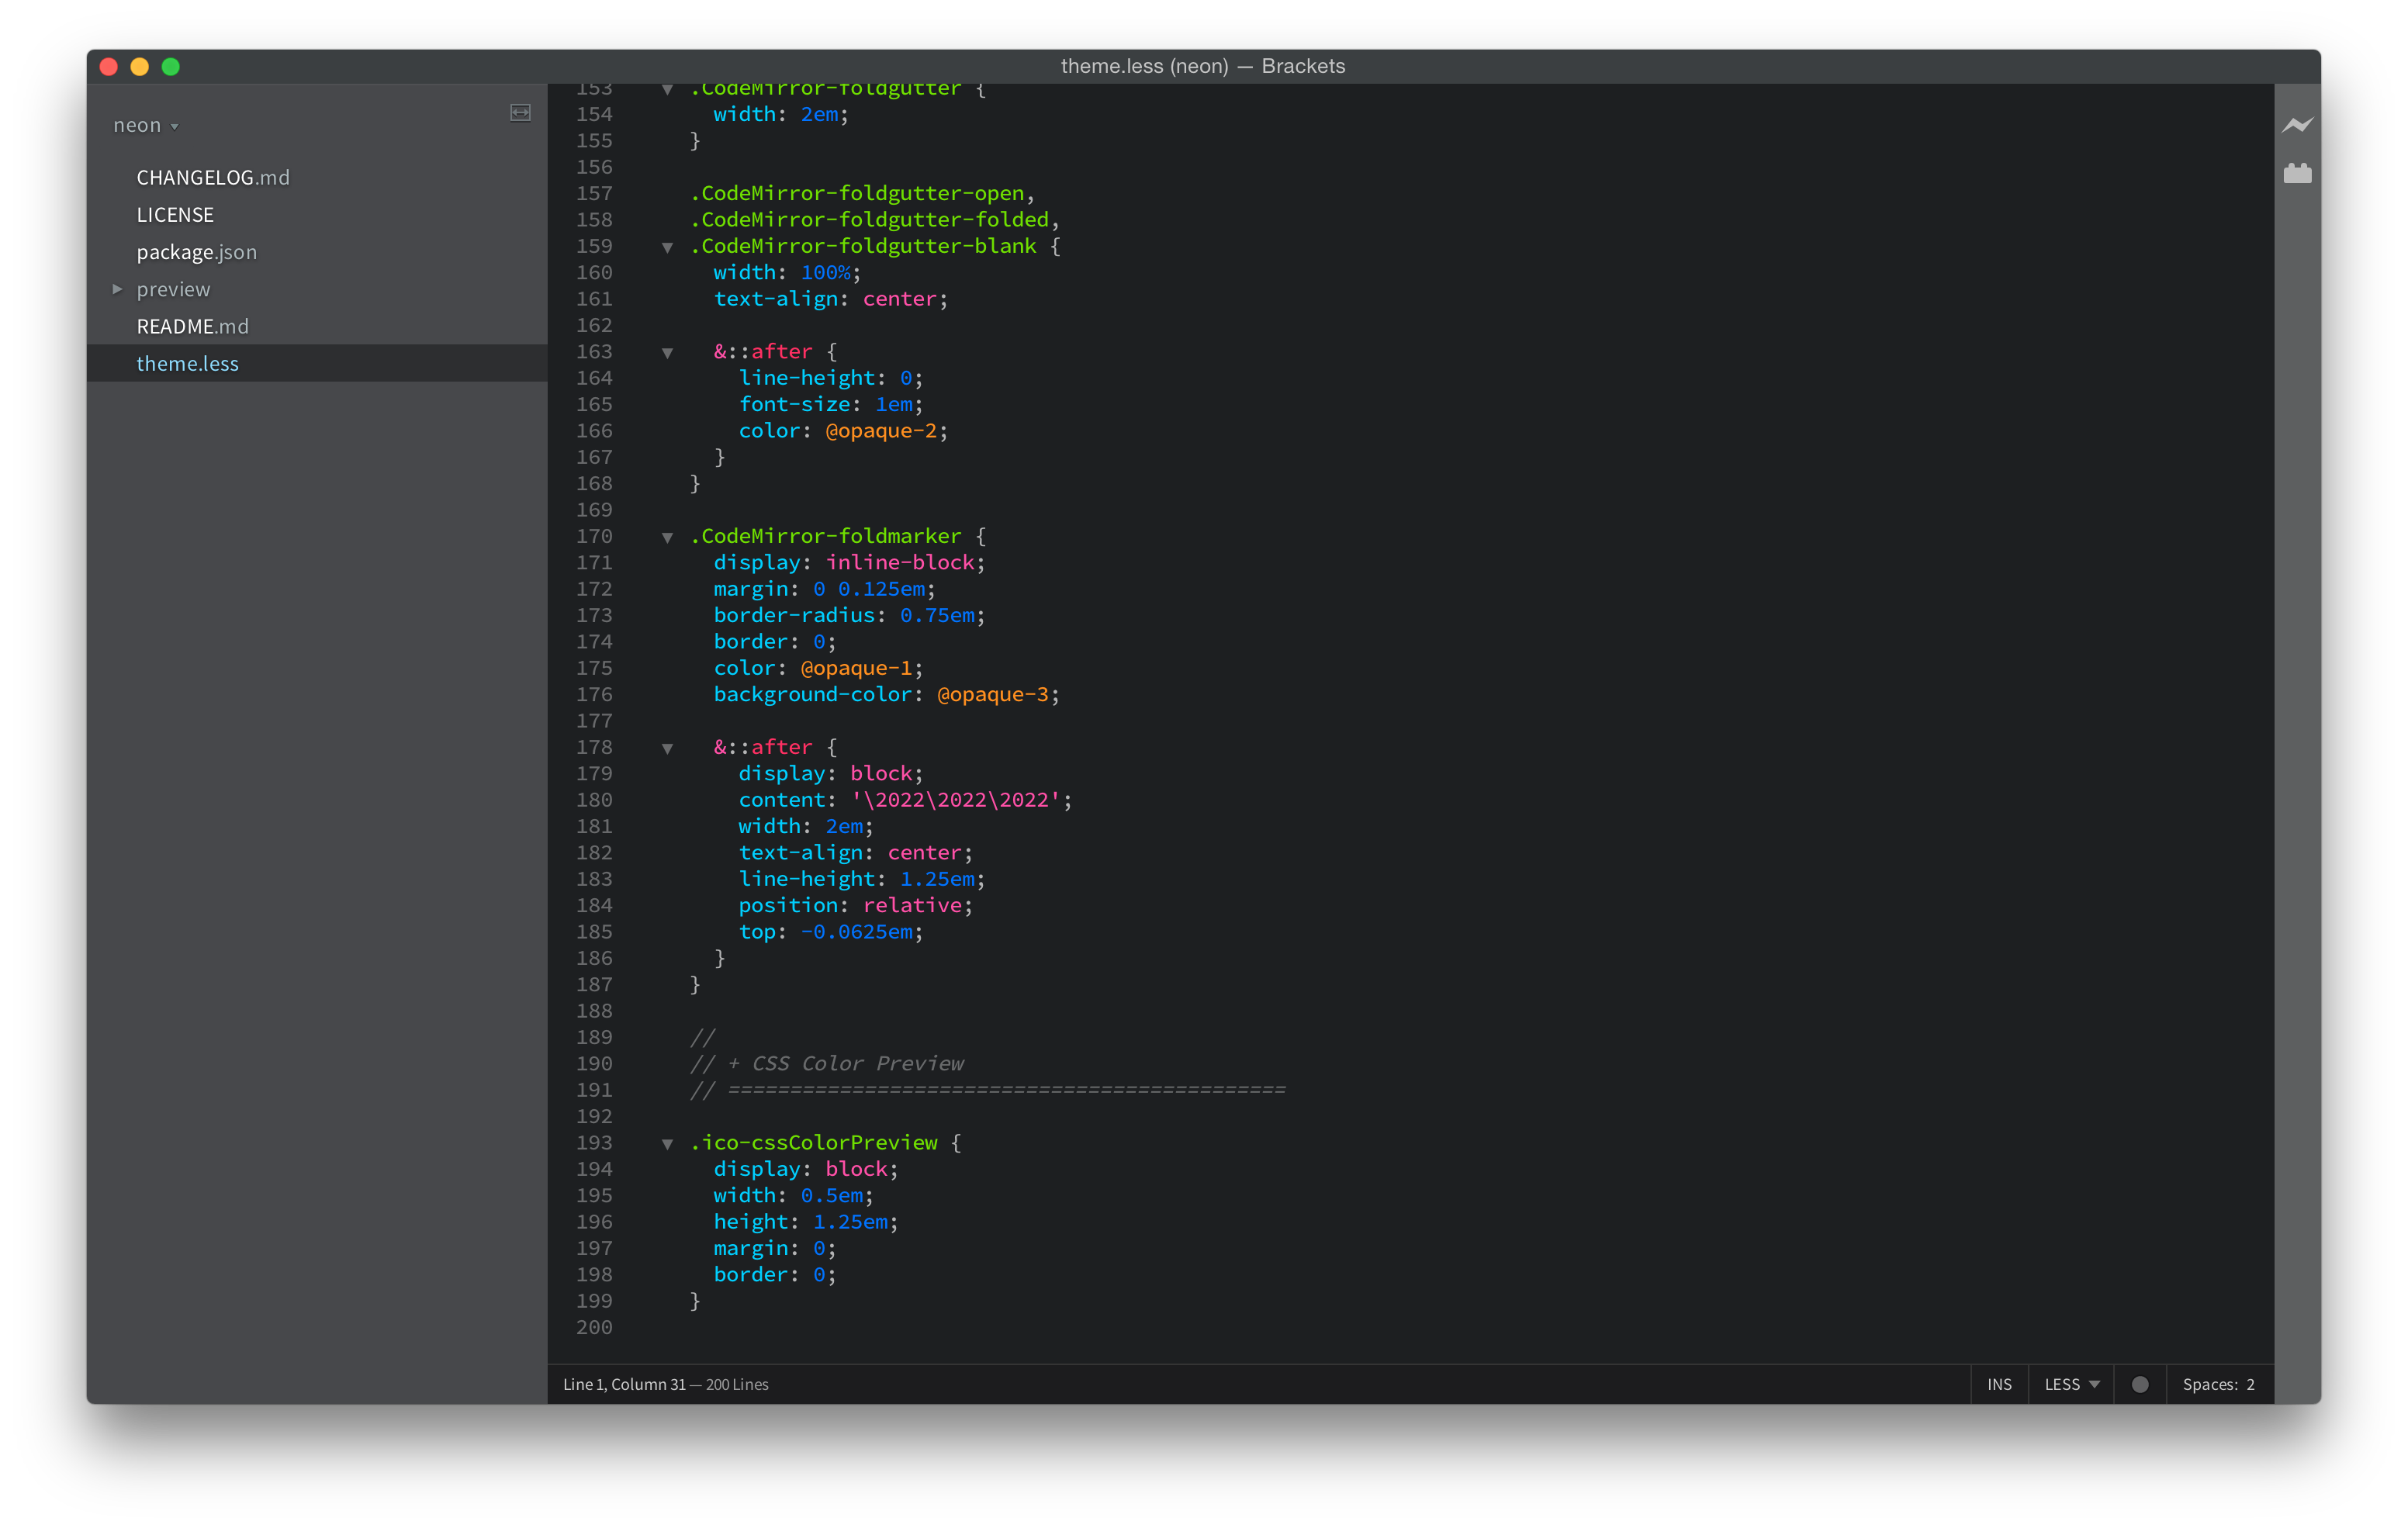 theme.less (neon) — Brackets
neon
CHANGELOG.md
LICENSE
package.json
preview
README.md
theme.less
153 .CodeMirror-foldgutter {
154 width: 2em;
155 }
156
157 .CodeMirror-foldgutter-open,
158 .CodeMirror-foldgutter-folded,
159 .CodeMirror-foldgutter-blank {
160 width: 100%;
161 text-align: center;
162
163 &::after {
164 line-height: 0;
165 font-size: 1em;
166 color: @opaque-2;
167 }
168 }
169
170 .CodeMirror-foldmarker {
171 display: inline-block;
172 margin: 0 0.125em;
173 border-radius: 0.75em;
174 border: 0;
175 color: @opaque-1;
176 background-color: @opaque-3;
177
178 &::after {
179 display: block;
180 content: '\2022\2022\2022';
181 width: 2em;
182 text-align: center;
183 line-height: 1.25em;
184 position: relative;
185 top: -0.0625em;
186 }
187 }
188
189 //
190 // + CSS Color Preview
191 // =============================================
192
193 .ico-cssColorPreview {
194 display: block;
195 width: 0.5em;
196 height: 1.25em;
197 margin: 0;
198 border: 0;
199 }
200
Line 1, Column 31 — 200 Lines INS LESS Spaces: 2